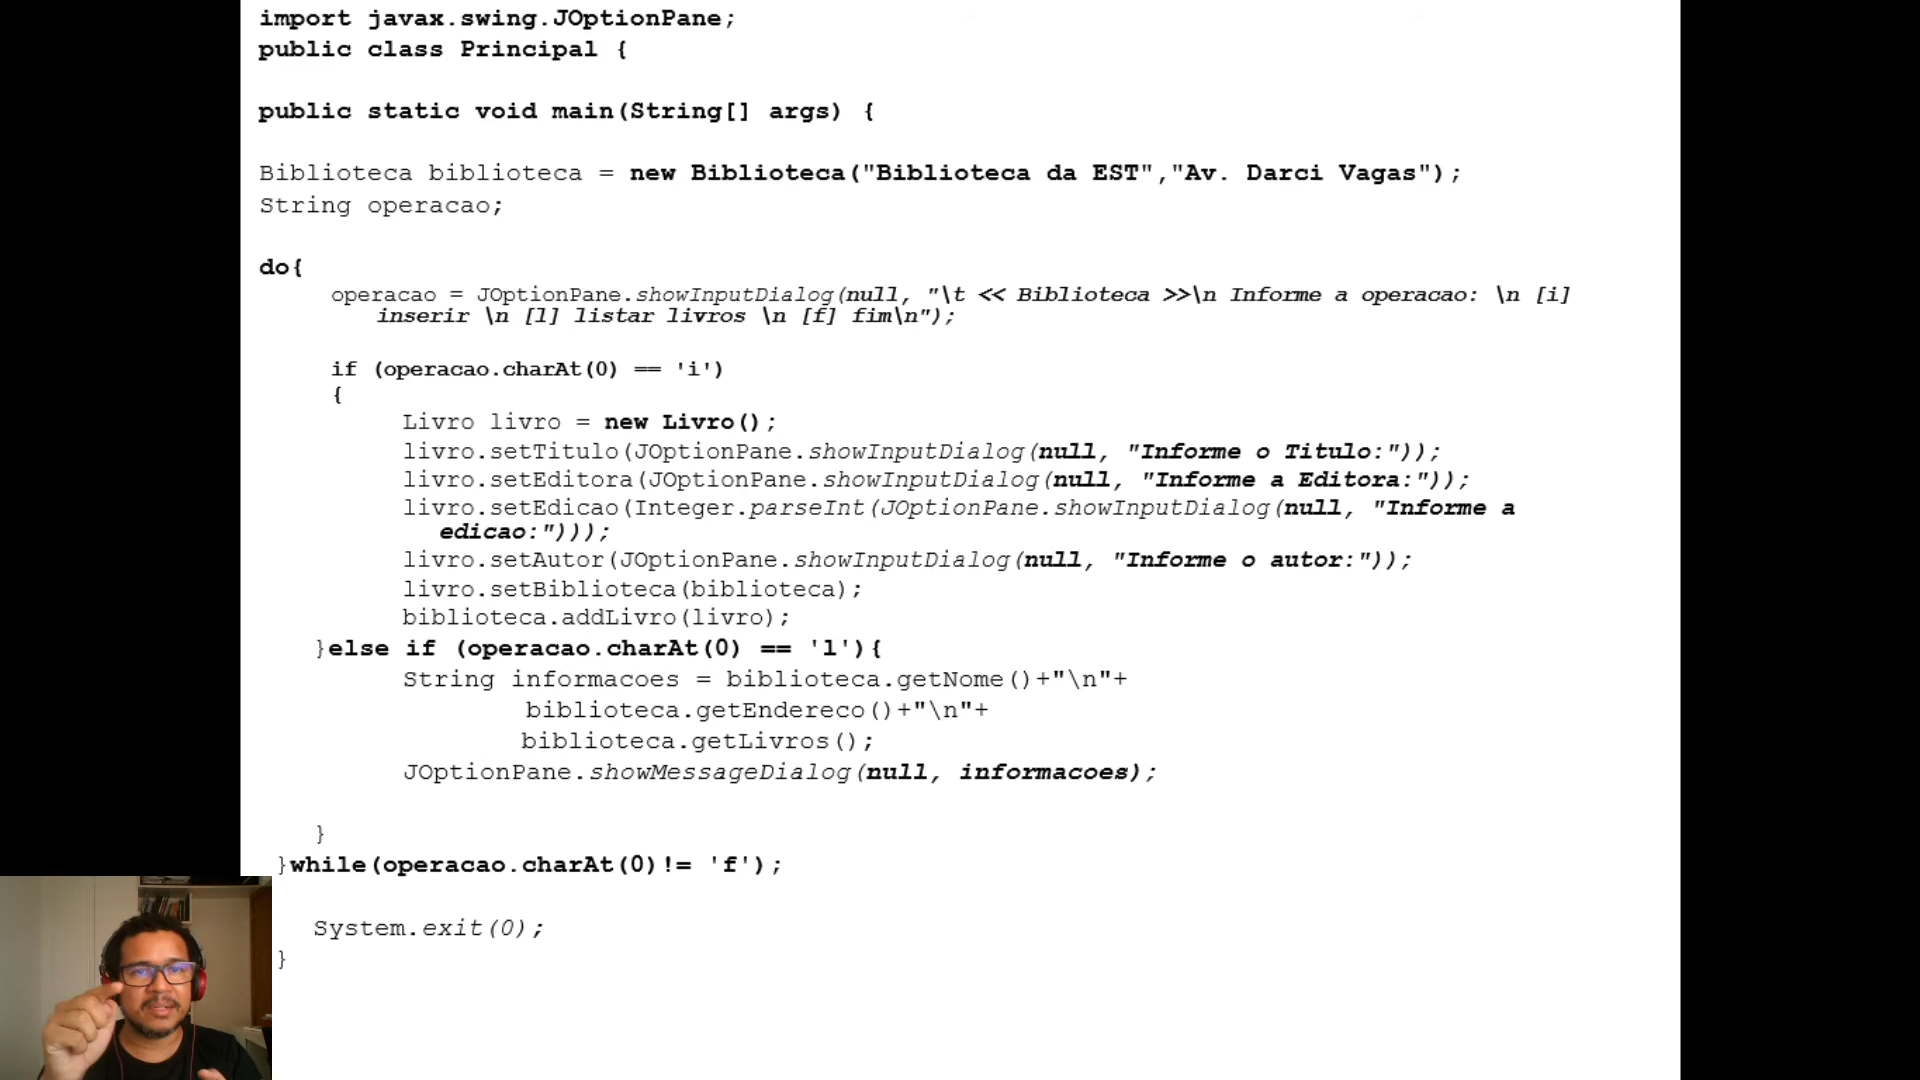 import javax.swing.JOptionPane;
public class Principal {
public static void main(String[] args) {
Biblioteca biblioteca = new Biblioteca("Biblioteca da EST","Av. Darci Vagas");
String operacao;
do{
operacao = JOptionPane.showInputDialog(null, "\t << Biblioteca >>\n Informe a operacao: \n [i]
inserir \n [l] listar livros \n [f] fim\n");
if (operacao.charAt(0) == 'i')
{
Livro livro = new Livro();
livro.setTitulo(JOptionPane.showInputDialog(null, "Informe o Titulo:"));
livro.setEditora(JOptionPane.showInputDialog(null, "Informe a Editora:"));
livro.setEdicao(Integer.parseInt(JOptionPane.showInputDialog(null, "Informe a
edicao:")));
livro.setAutor(JOptionPane.showInputDialog(null, "Informe o autor:"));
livro.setBiblioteca(biblioteca);
biblioteca.addLivro(livro);
}else if (operacao.charAt(0) == 'l'){
String informacoes = biblioteca.getNome()+"\n"+
biblioteca.getEndereco()+"\n"+
biblioteca.getLivros();
JOptionPane.showMessageDialog(null, informacoes);
}
}while(operacao.charAt(0)!= 'f');
System.exit(0);
}